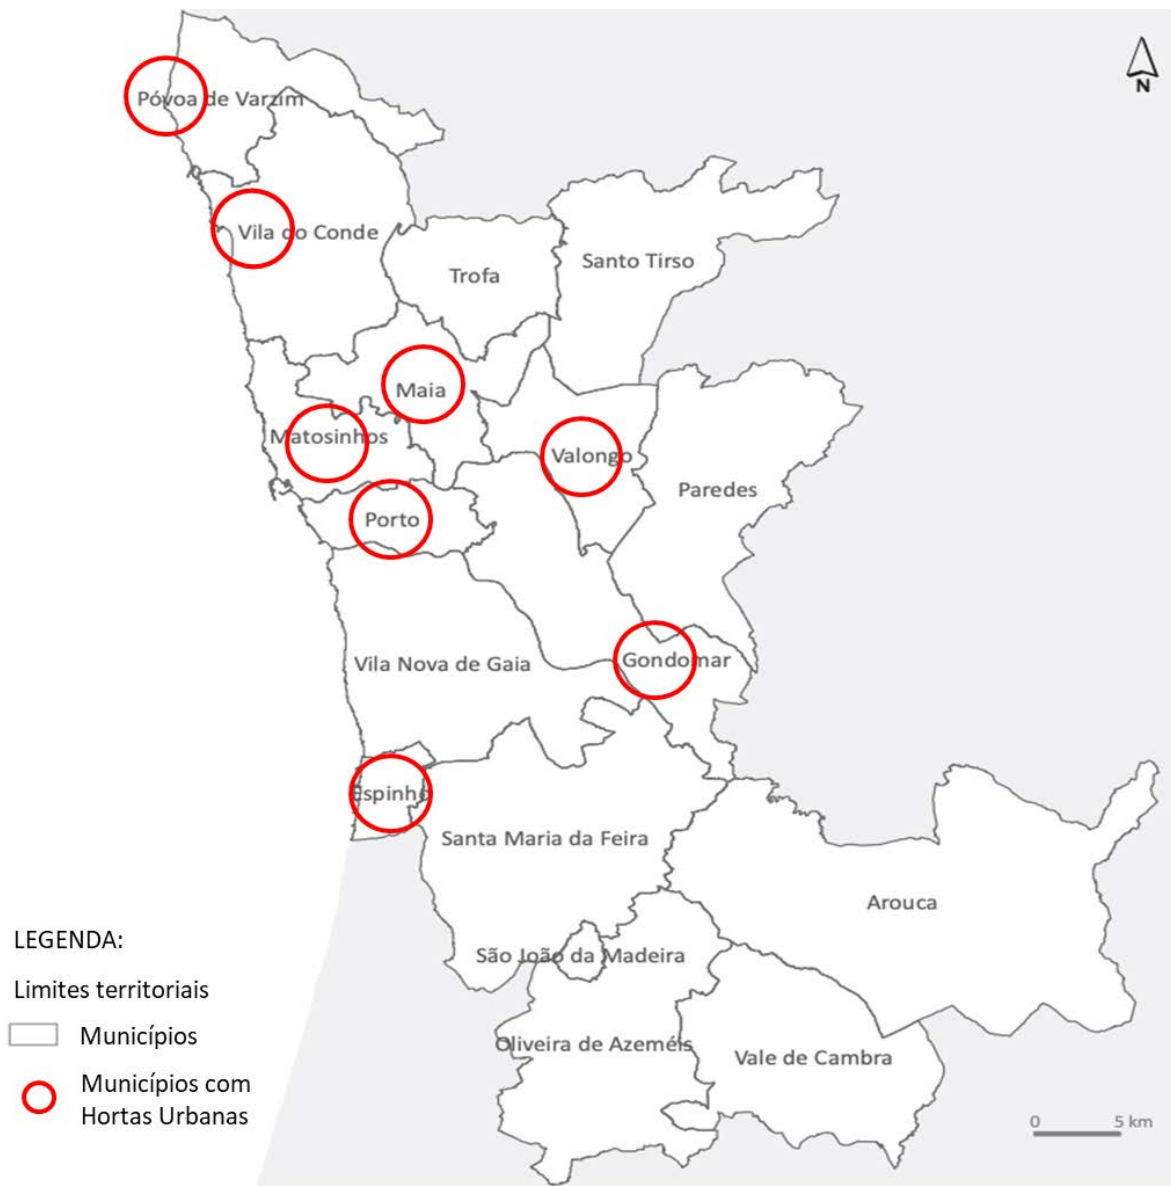 N
Póvoa de Varzim
Vila do Conde
Santo Tirso
Trofa
Maia
Matosinhos
Valongo
Paredes
Porto
Vila Nova de Gaia
Gondomar
Espinho
Santa Maria da Feira
Arouca
São João da Madeira
Oliveira de Azeméis
Vale de Cambra
LEGENDA:
Limites territoriais
Municípios
Municípios com
Hortas Urbanas
0 5 km